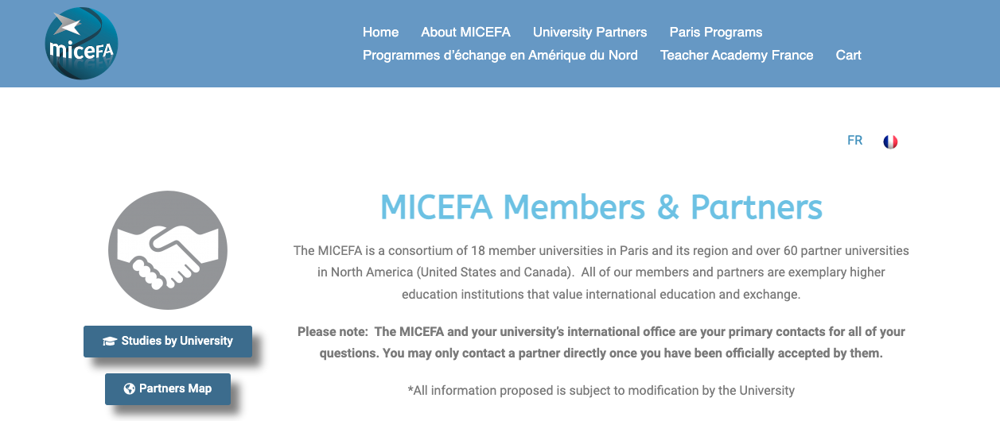 micefa
Home About MICEFA University Partners Paris Programs
Programmes d’échange en Amérique du Nord Teacher Academy France Cart
FR
MICEFA Members & Partners
The MICEFA is a consortium of 18 member universities in Paris and its region and over 60 partner universities
in North America (United States and Canada). All of our members and partners are exemplary higher
education institutions that value international education and exchange.
Please note: The MICEFA and your university’s international office are your primary contacts for all of your
questions. You may only contact a partner directly once you have been officially accepted by them.
*All information proposed is subject to modification by the University
Studies by University
Partners Map